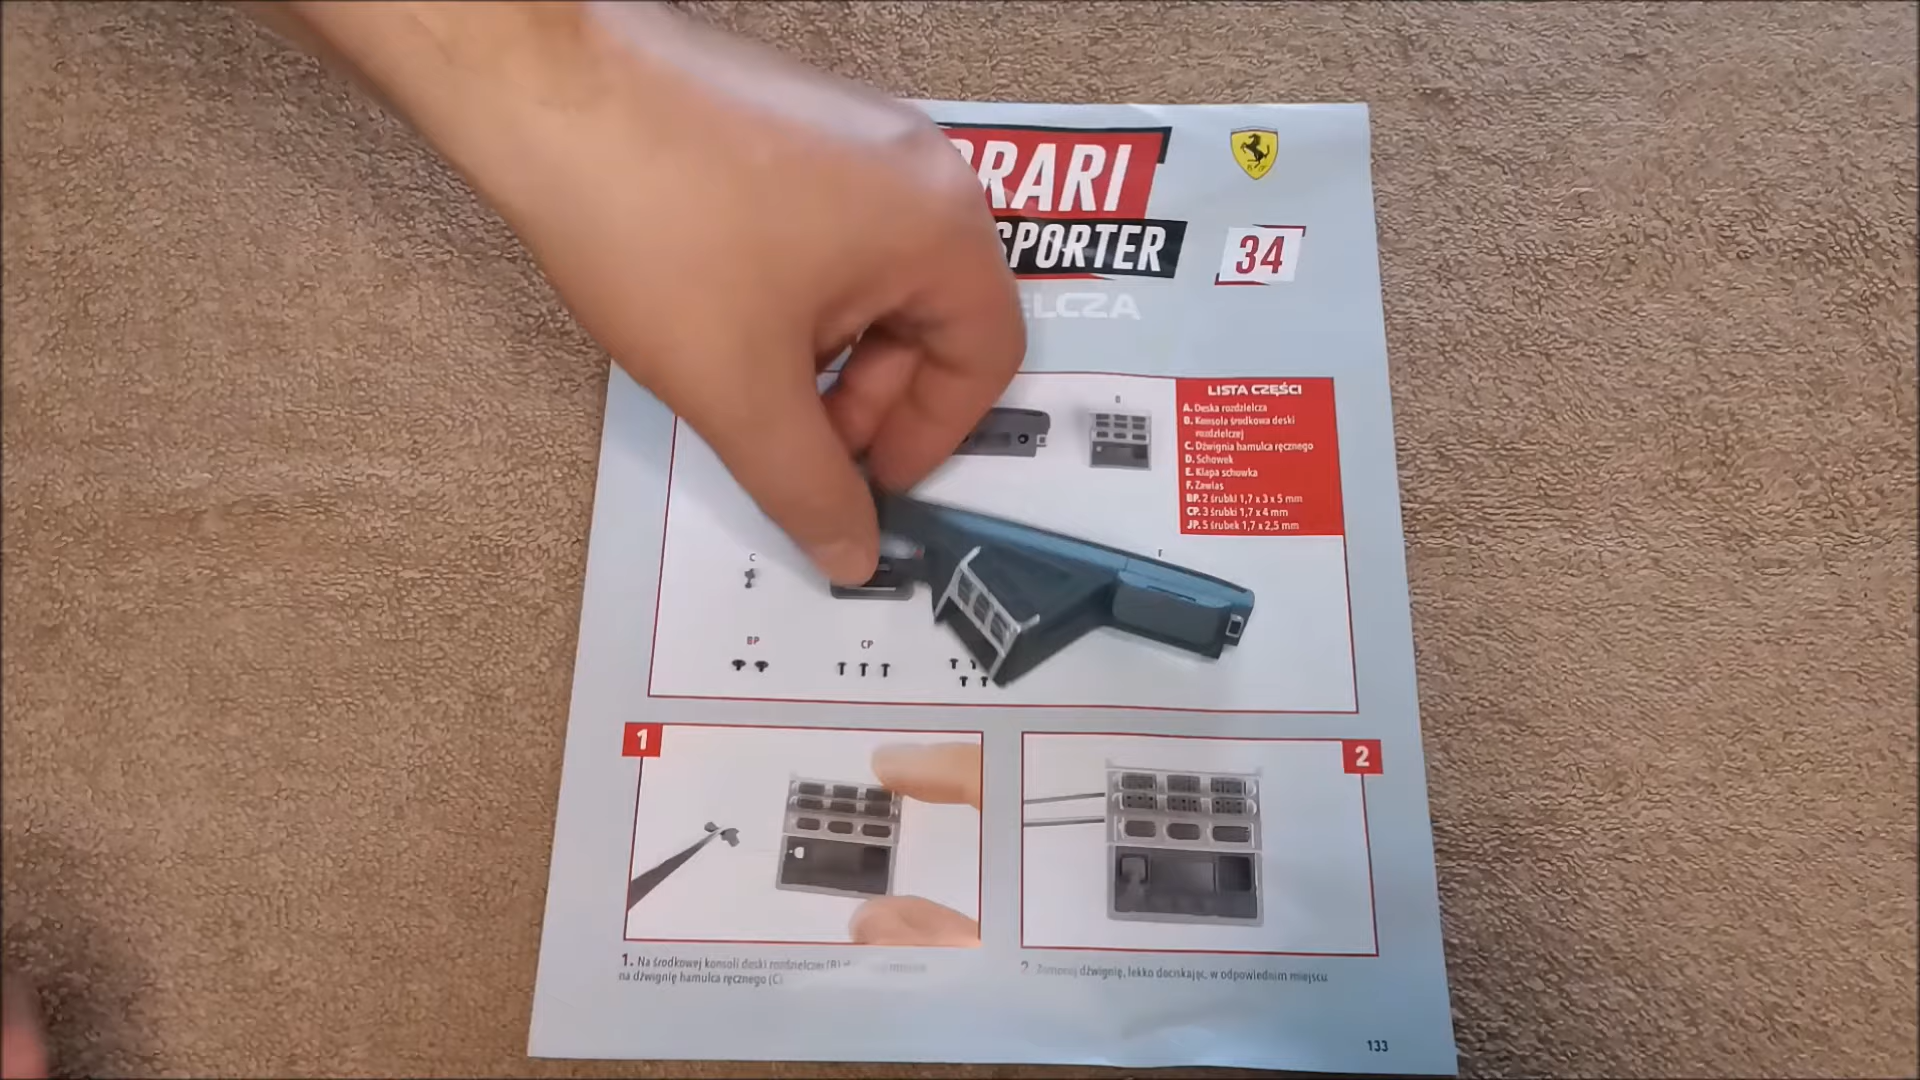 RARI
SPORTER
34
ELCZA
LISTA CZĘŚCI
A. Deska rozdzielcza
B. Konsola środkowa deski
rozdzielczej
C. Dźwignia hamulca ręcznego
D. Schowek
E. Klapa schowka
F. Zawias
BP. 2 śrubki 1,7 x 3 x 5 mm
CP. 3 śrubki 1,7 x 4 mm
JP. 5 śrubek 1,7 x 2,5 mm
B
C
F
BP
CP
1
2
1. Na środkowej konsoli deski rozdzielczej (B)
na dźwignię hamulca ręcznego (C)
2. dźwignię, lekko dociskając, w odpowiednim miejscu
133